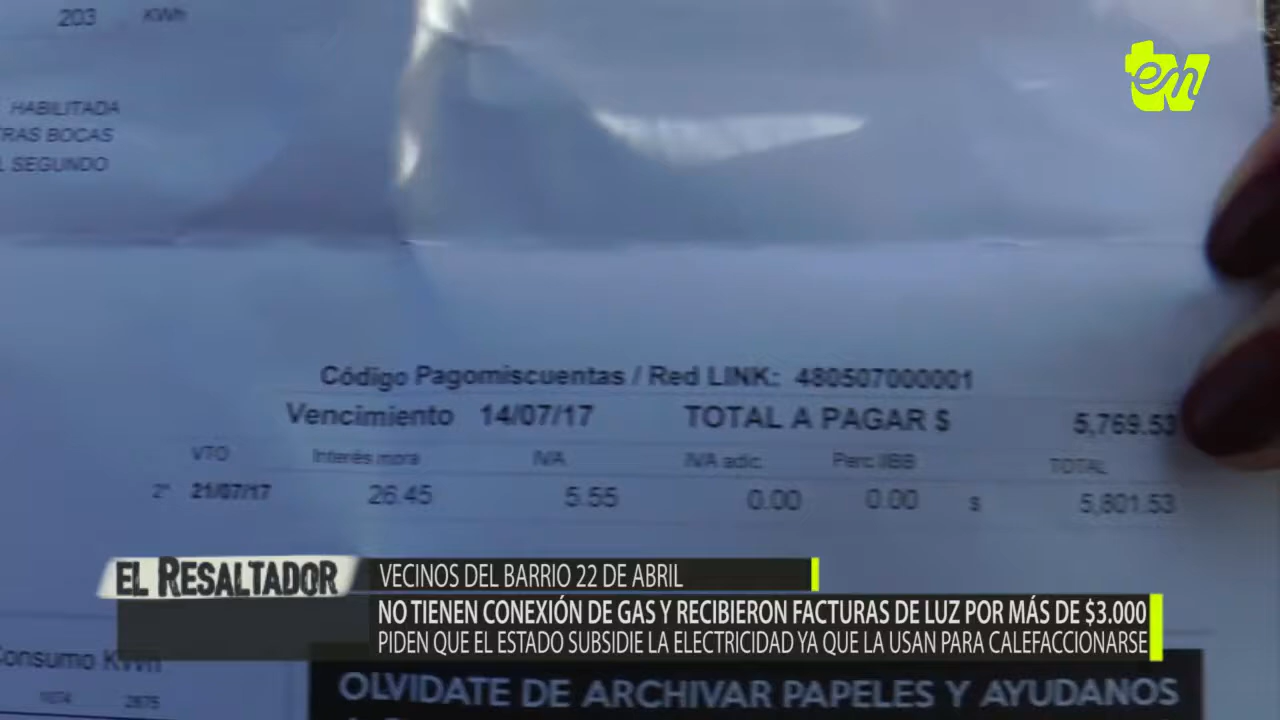 203 KWh
em
HABILITADA
TRAS BOCAS
L SEGUNDO
Código Pagomiscuentas / Red LINK: 480507000001
Vencimiento 14/07/17 TOTAL A PAGAR $ 5,769.53
VTO Interés mora IVA IVA adic. Perc IIBB TOTAL
2° 21/07/17 26.45 5.55 0.00 0.00 $ 5,801.53
EL RESALTADOR
VECINOS DEL BARRIO 22 DE ABRIL
NO TIENEN CONEXIÓN DE GAS Y RECIBIERON FACTURAS DE LUZ POR MÁS DE $3.000
PIDEN QUE EL ESTADO SUBSIDIE LA ELECTRICIDAD YA QUE LA USAN PARA CALEFACCIONARSE
Consumo KWh
OLVIDATE DE ARCHIVAR PAPELES Y AYUDANOS